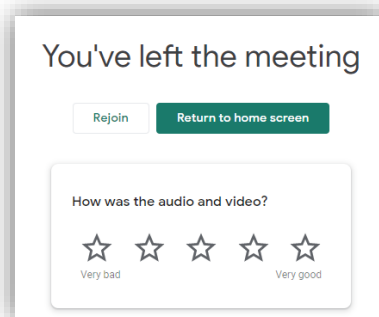 You've left the meeting
Rejoin Return to home screen
How was the audio and video?
Very bad Very good